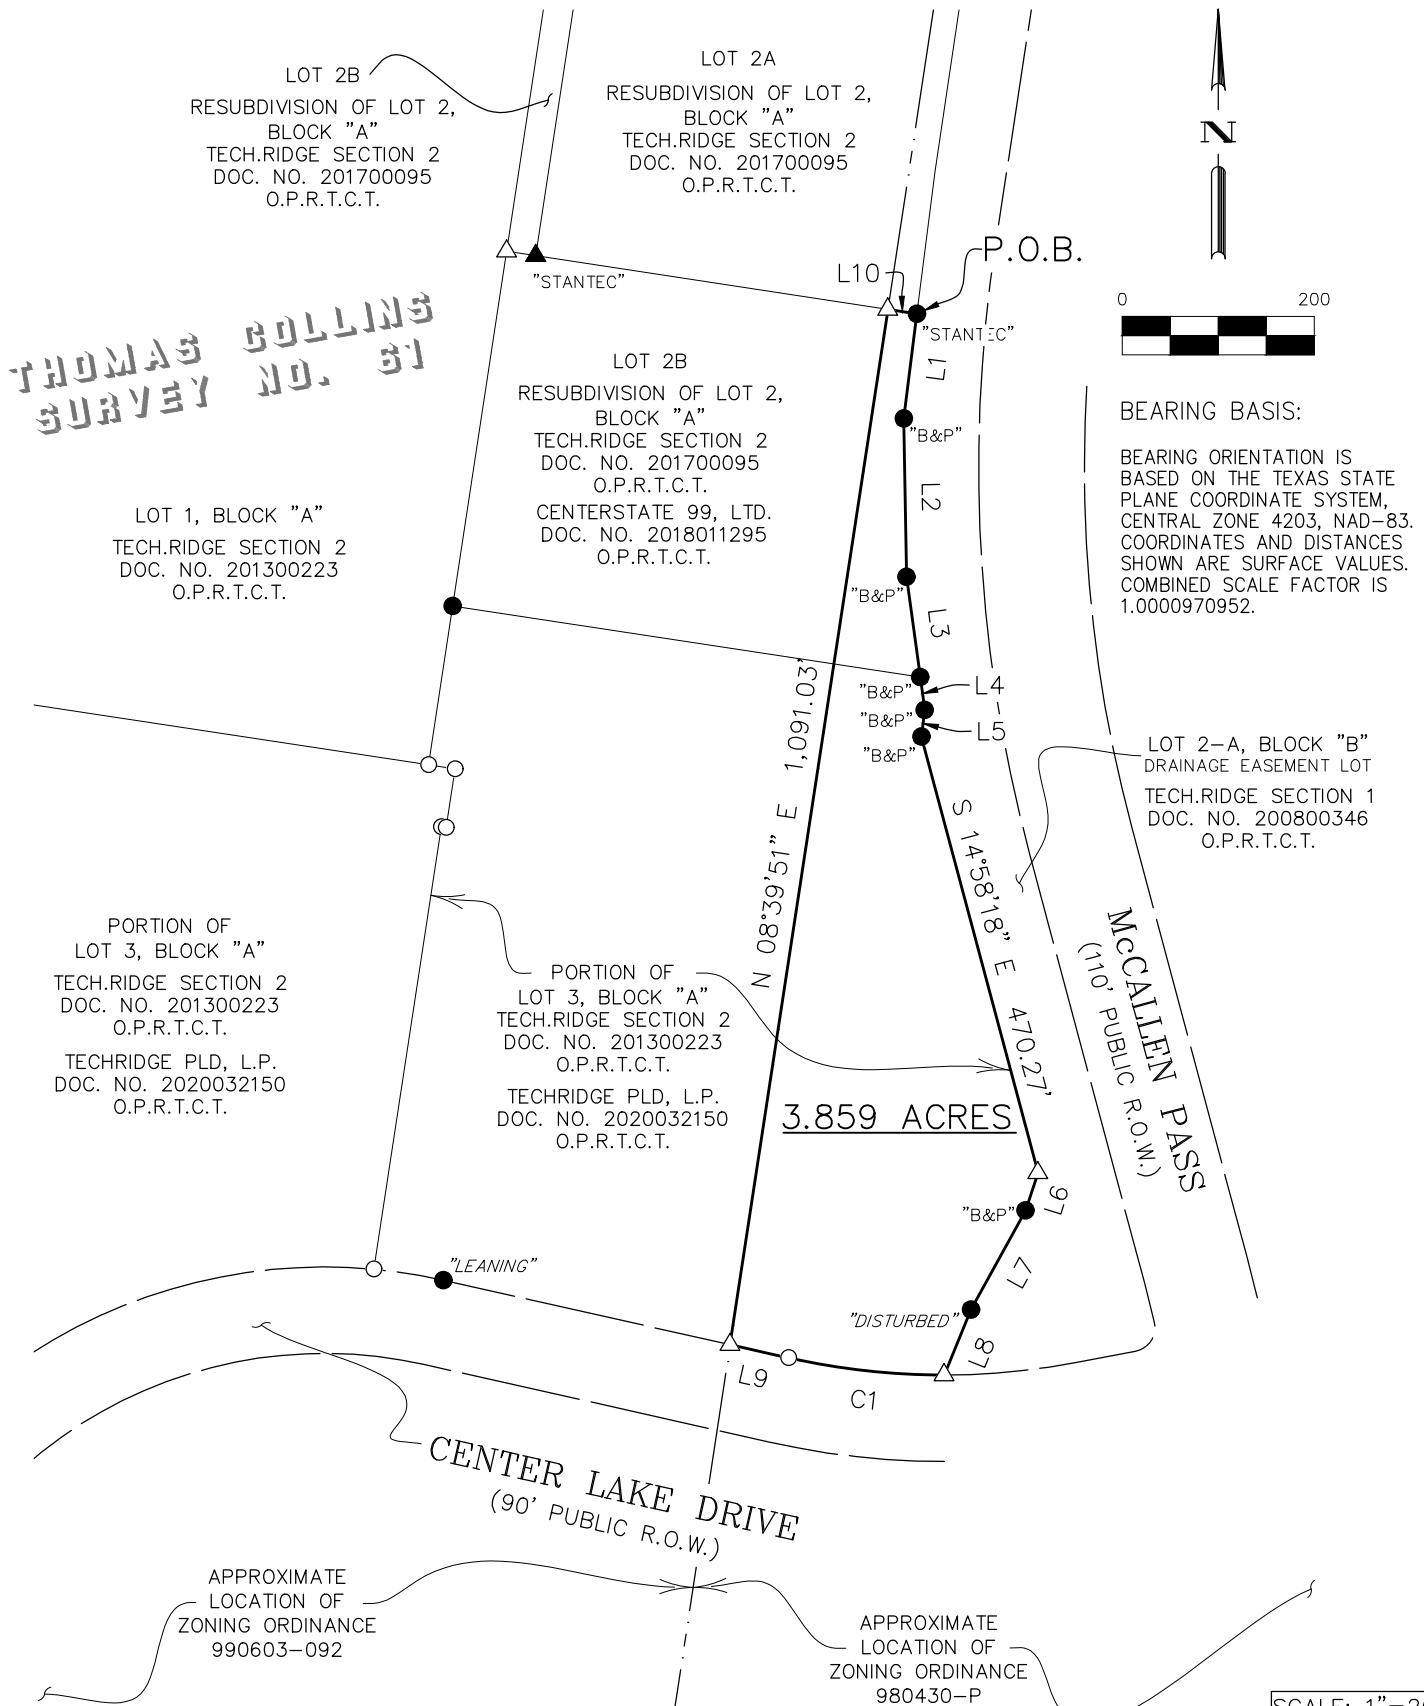 LOT 2B
RESUBDIVISION OF LOT 2,
BLOCK "A"
TECH.RIDGE SECTION 2
DOC. NO. 201700095
O.P.R.T.C.T.
LOT 2A
RESUBDIVISION OF LOT 2,
BLOCK "A"
TECH.RIDGE SECTION 2
DOC. NO. 201700095
O.P.R.T.C.T.
N
0 200
P.O.B.
L10
"STANTEC"
"STANTEC"
THOMAS COLLINS
SURVEY NO. 61
LOT 2B
RESUBDIVISION OF LOT 2,
BLOCK "A"
TECH.RIDGE SECTION 2
DOC. NO. 201700095
O.P.R.T.C.T.
CENTERSTATE 99, LTD.
DOC. NO. 2018011295
O.P.R.T.C.T.
L1
"B&P"
L2
"B&P"
L3
"B&P"
L4
"B&P"
L5
"B&P"
BEARING BASIS:
BEARING ORIENTATION IS
BASED ON THE TEXAS STATE
PLANE COORDINATE SYSTEM,
CENTRAL ZONE 4203, NAD-83.
COORDINATES AND DISTANCES
SHOWN ARE SURFACE VALUES.
COMBINED SCALE FACTOR IS
1.0000970952.
LOT 1, BLOCK "A"
TECH.RIDGE SECTION 2
DOC. NO. 201300223
O.P.R.T.C.T.
N 08°39'51" E 1,091.03'
S 14°58'18" E 470.27'
LOT 2-A, BLOCK "B"
DRAINAGE EASEMENT LOT
TECH.RIDGE SECTION 1
DOC. NO. 200800346
O.P.R.T.C.T.
McCALLEN PASS
(110' PUBLIC R.O.W.)
PORTION OF
LOT 3, BLOCK "A"
TECH.RIDGE SECTION 2
DOC. NO. 201300223
O.P.R.T.C.T.
TECHRIDGE PLD, L.P.
DOC. NO. 2020032150
O.P.R.T.C.T.
PORTION OF
LOT 3, BLOCK "A"
TECH.RIDGE SECTION 2
DOC. NO. 201300223
O.P.R.T.C.T.
TECHRIDGE PLD, L.P.
DOC. NO. 2020032150
O.P.R.T.C.T.
3.859 ACRES
"B&P"
L6
L7
"DISTURBED"
L8
"LEANING"
L9
C1
CENTER LAKE DRIVE
(90' PUBLIC R.O.W.)
APPROXIMATE
LOCATION OF
ZONING ORDINANCE
990603-092
APPROXIMATE
LOCATION OF
ZONING ORDINANCE
980430-P